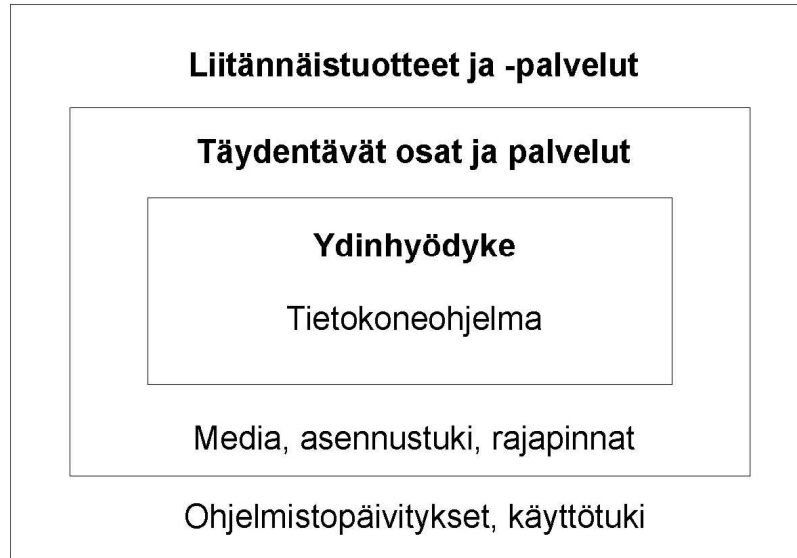 Liitännäistuotteet ja -palvelut
Täydentävät osat ja palvelut
Ydinhyödyke
Tietokoneohjelma
Media, asennustuki, rajapinnat
Ohjelmistopäivitykset, käyttötuki